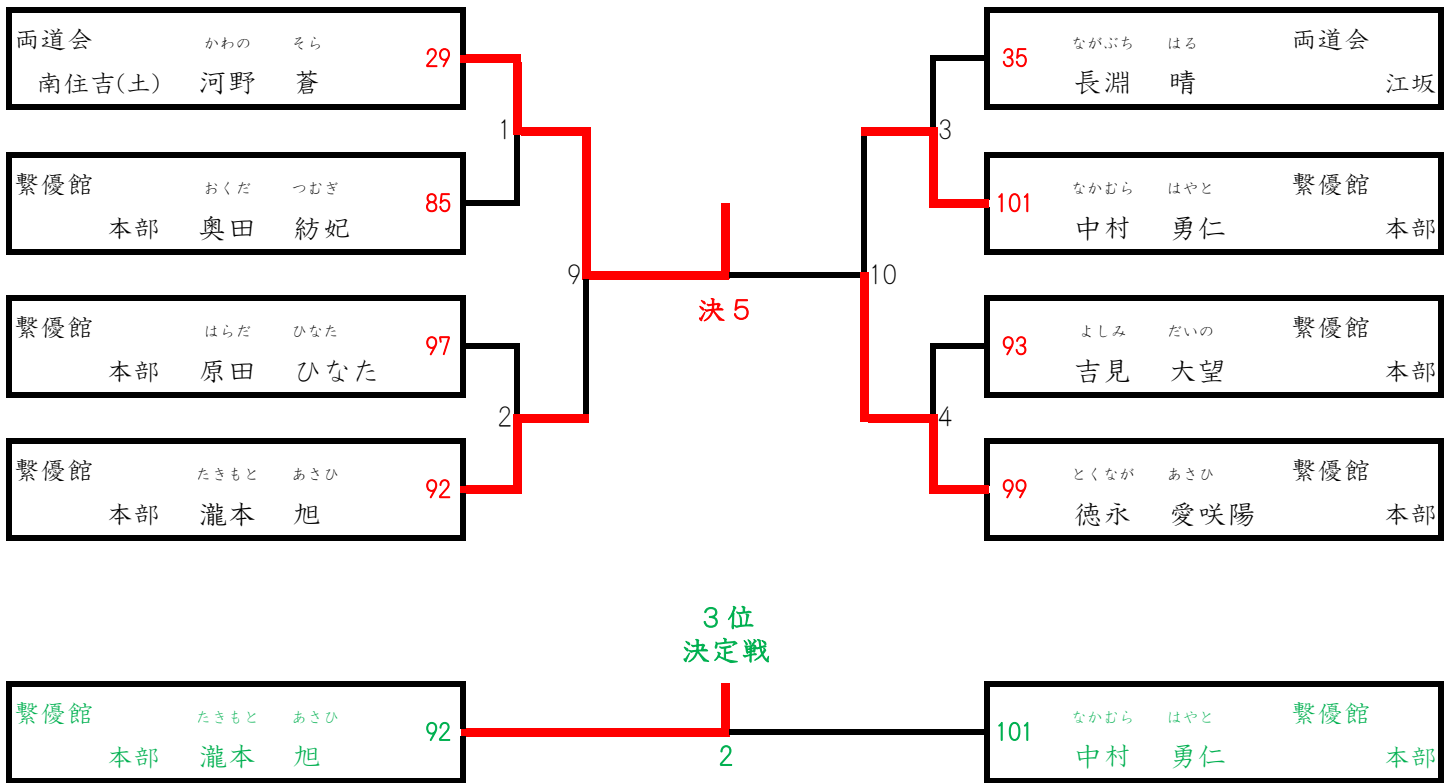 両道会 かわの そら
南住吉(土) 河野 蒼 29
1
繋優館 おくだ つむぎ
本部 奥田 紡妃 85
9
繋優館 はらだ ひなた
本部 原田 ひなた 97
2
繋優館 たきもと あさひ
本部 瀧本 旭 92
決5
35 ながぶち はる 両道会
長淵 晴 江坂
3
101 なかむら はやと 繋優館
中村 勇仁 本部
10
93 よしみ だいの 繋優館
吉見 大望 本部
4
99 とくなが あさひ 繋優館
徳永 愛咲陽 本部
3位
決定戦
繋優館 たきもと あさひ
本部 瀧本 旭 92
2
101 なかむら はやと 繋優館
中村 勇仁 本部